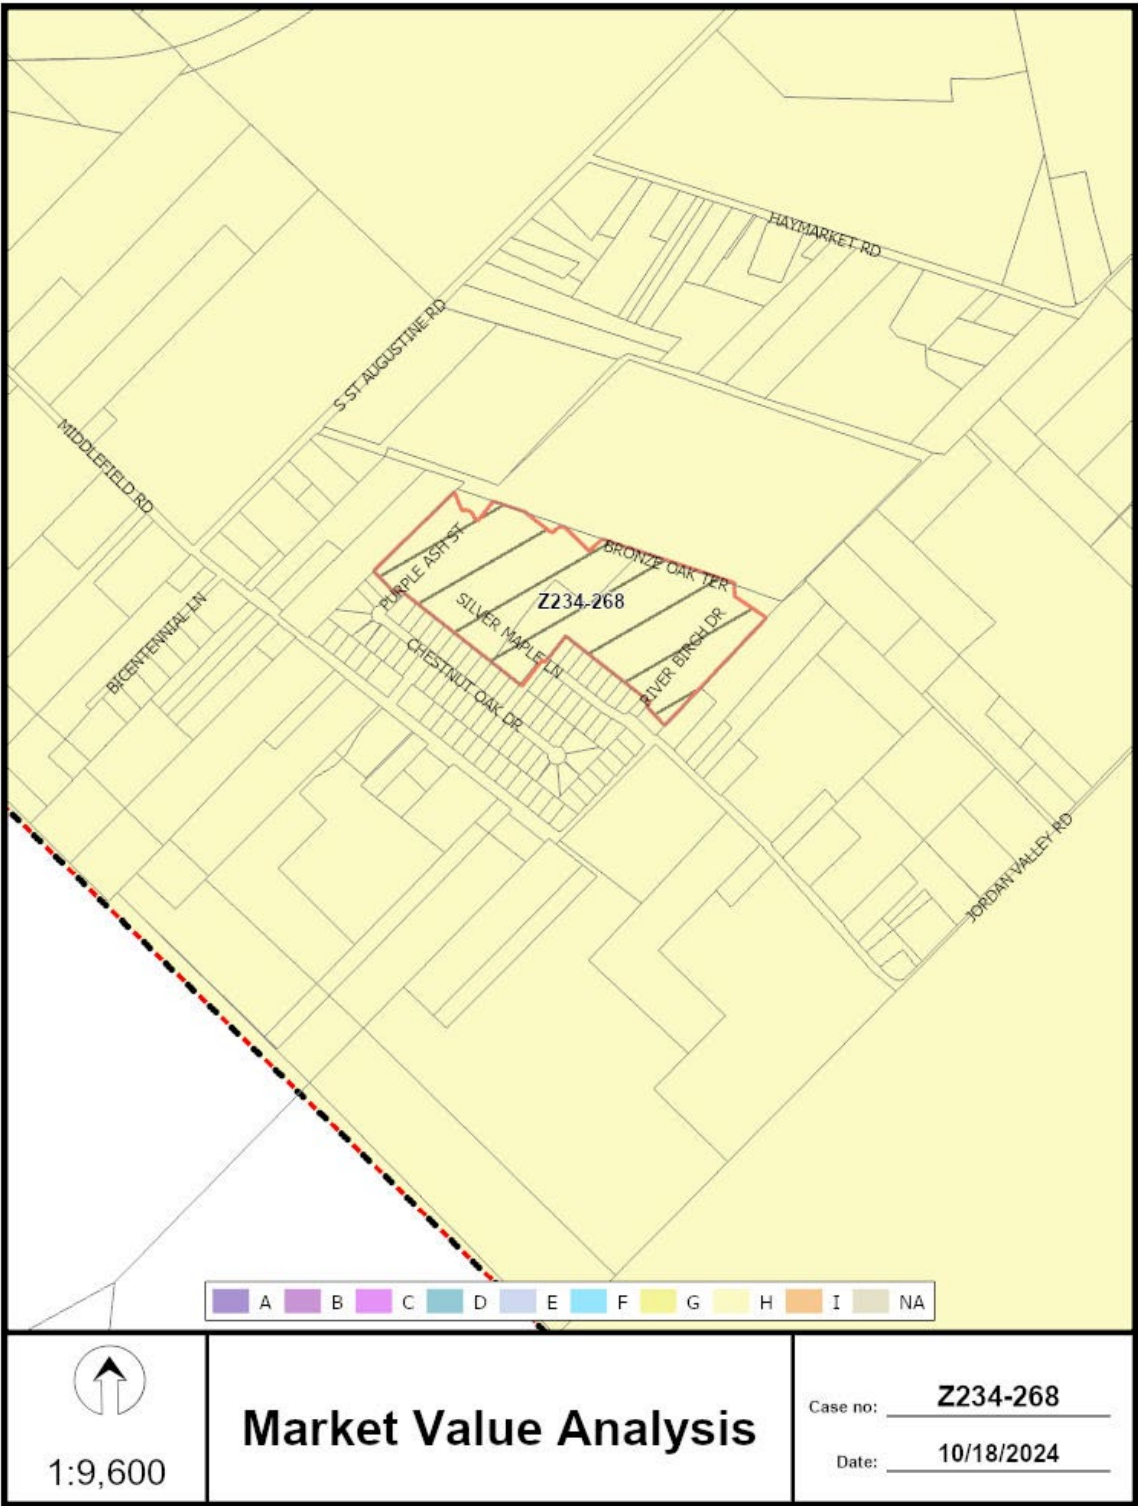 HAYMARKET RD
S ST AUGUSTINE RD
MIDDLEFIELD RD
BRONZE OAK TER
PURPLE ASH ST
Z234-268
SILVER MAPLE LN
RIVER BIRCH DR
BICENTENNIAL LN
CHESTNUT OAK DR
JORDAN VALLEY RD
A B C D E F G H I NA
1:9,600
Market Value Analysis
Case no: Z234-268
Date: 10/18/2024